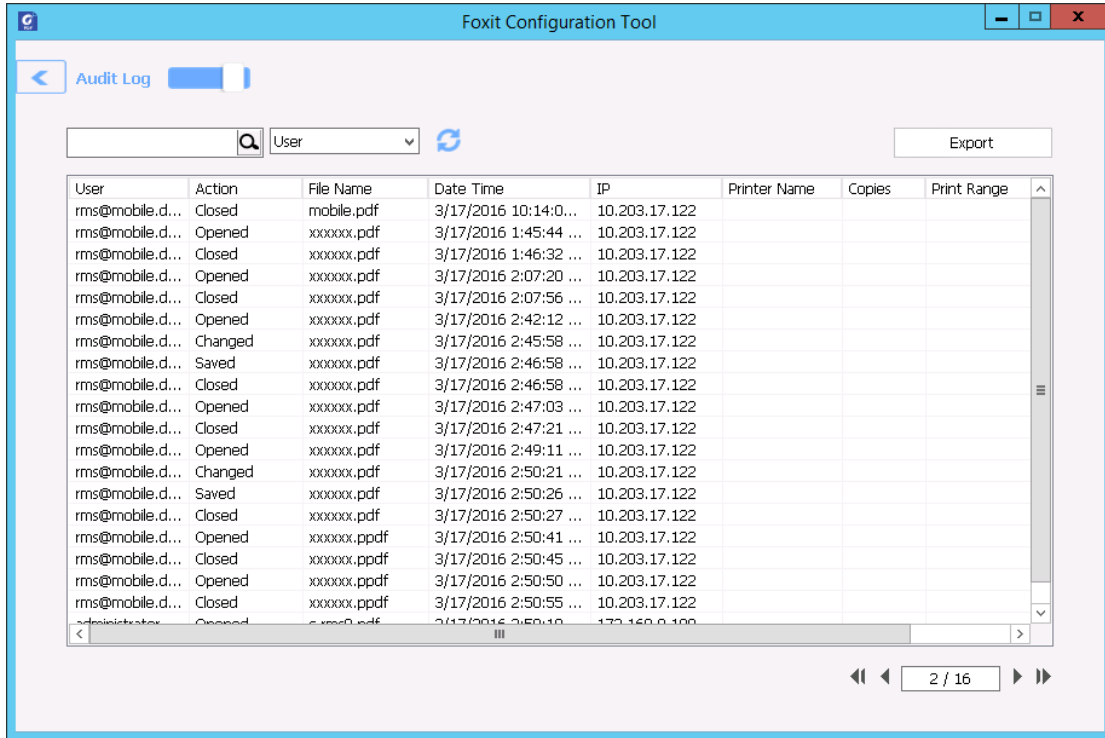 Foxit Configuration Tool
Audit Log
User
Export
User Action File Name Date Time IP Printer Name Copies Print Range
rms@mobile.d... Closed mobile.pdf 3/17/2016 10:14:0... 10.203.17.122
rms@mobile.d... Opened xxxxxx.pdf 3/17/2016 1:45:44 ... 10.203.17.122
rms@mobile.d... Closed xxxxxx.pdf 3/17/2016 1:46:32 ... 10.203.17.122
rms@mobile.d... Opened xxxxxx.pdf 3/17/2016 2:07:20 ... 10.203.17.122
rms@mobile.d... Closed xxxxxx.pdf 3/17/2016 2:07:56 ... 10.203.17.122
rms@mobile.d... Opened xxxxxx.pdf 3/17/2016 2:42:12 ... 10.203.17.122
rms@mobile.d... Changed xxxxxx.pdf 3/17/2016 2:45:58 ... 10.203.17.122
rms@mobile.d... Saved xxxxxx.pdf 3/17/2016 2:46:58 ... 10.203.17.122
rms@mobile.d... Closed xxxxxx.pdf 3/17/2016 2:46:58 ... 10.203.17.122
rms@mobile.d... Opened xxxxxx.pdf 3/17/2016 2:47:03 ... 10.203.17.122
rms@mobile.d... Closed xxxxxx.pdf 3/17/2016 2:47:21 ... 10.203.17.122
rms@mobile.d... Opened xxxxxx.pdf 3/17/2016 2:49:11 ... 10.203.17.122
rms@mobile.d... Changed xxxxxx.pdf 3/17/2016 2:50:21 ... 10.203.17.122
rms@mobile.d... Saved xxxxxx.pdf 3/17/2016 2:50:26 ... 10.203.17.122
rms@mobile.d... Closed xxxxxx.pdf 3/17/2016 2:50:27 ... 10.203.17.122
rms@mobile.d... Opened xxxxxx.ppdf 3/17/2016 2:50:41 ... 10.203.17.122
rms@mobile.d... Closed xxxxxx.ppdf 3/17/2016 2:50:45 ... 10.203.17.122
rms@mobile.d... Opened xxxxxx.ppdf 3/17/2016 2:50:50 ... 10.203.17.122
rms@mobile.d... Closed xxxxxx.ppdf 3/17/2016 2:50:55 ... 10.203.17.122
administrator Opened
2 / 16